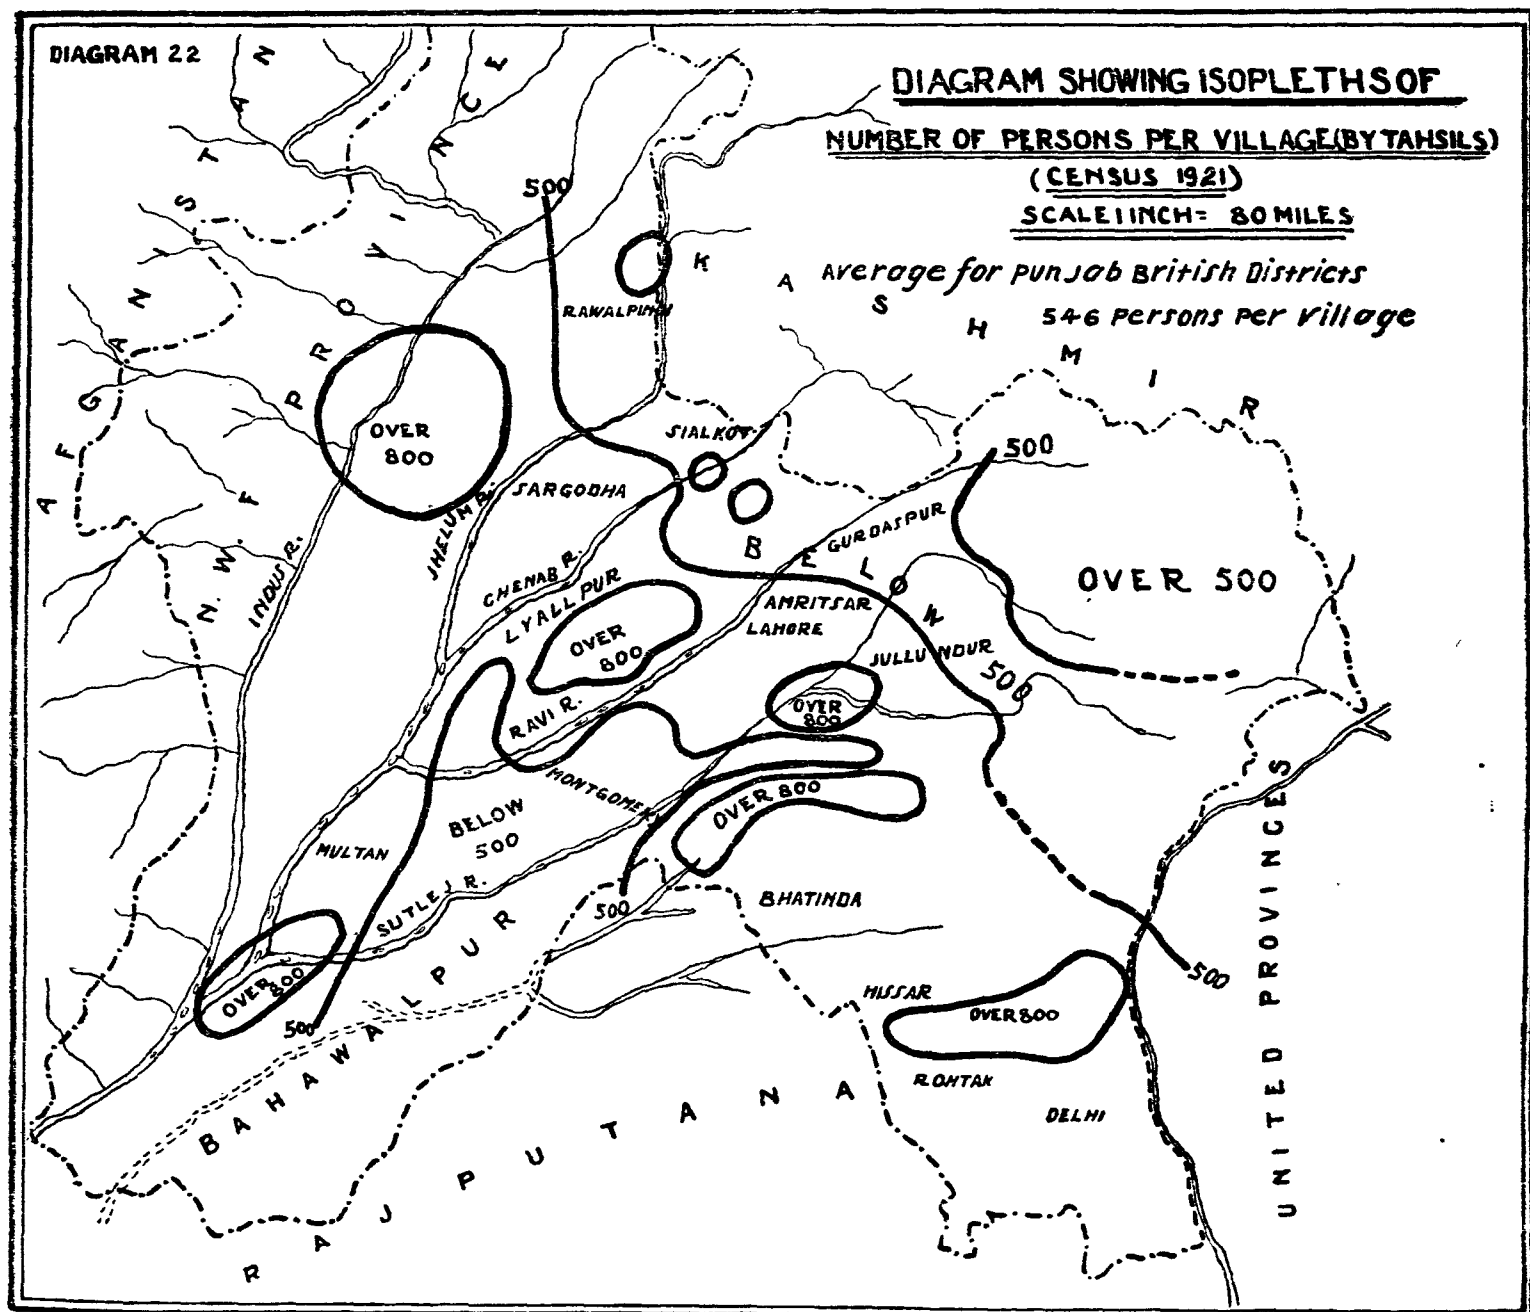 DIAGRAM 22
DIAGRAM SHOWING ISOPLETHS OF
NUMBER OF PERSONS PER VILLAGE (BY TAHSILS)
(CENSUS 1921)
SCALE 1 INCH = 80 MILES
Average for Punjab British Districts
546 Persons Per Village
AFGANISTAN
N. W. F. PROVINCE
KASHMIR
500
RAWALPINDI
OVER
800
SIALKOT
500
SARGODHA
JHELUM R.
GURDASPUR
INDUS R.
BELOW
CHENAB R.
OVER 500
LYALLPUR
AMRITSAR
LAHORE
OVER
800
JULLUNDUR
500
OVER
800
RAVI R.
MONTGOMERY
OVER 800
BELOW
500
MULTAN
SUTLEJ R.
500
BHATINDA
UNITED PROVINCES
500
OVER 800
500
HISSAR
OVER 800
BAHAWALPUR
ROHTAK
DELHI
RAJPUTANA